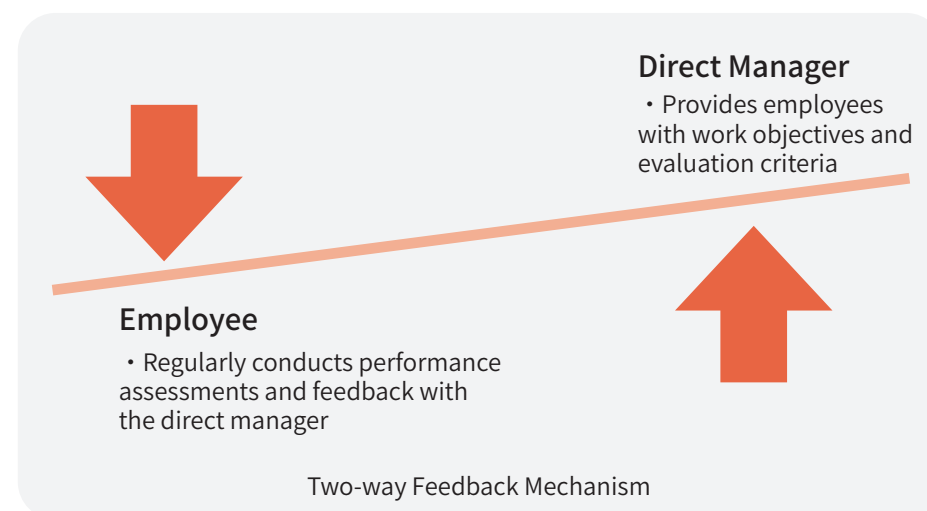 Direct Manager
・Provides employees
with work objectives and
evaluation criteria
Employee
・Regularly conducts performance
assessments and feedback with
the direct manager
Two-way Feedback Mechanism